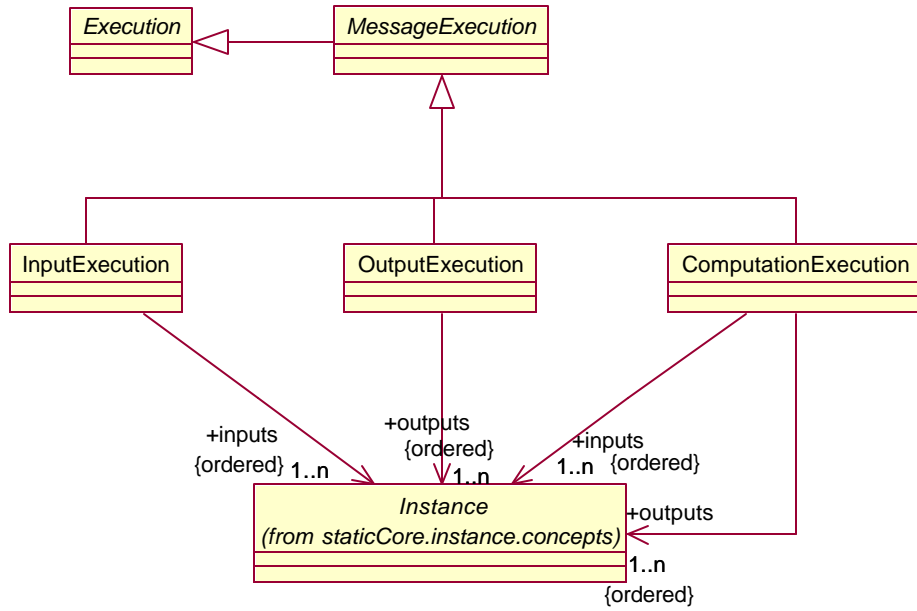 Execution
MessageExecution
InputExecution
OutputExecution
ComputationExecution
+inputs
{ordered}
1..n
+outputs
{ordered}
1..n
+inputs
1..n
{ordered}
+outputs
1..n
{ordered}
Instance
(from staticCore.instance.concepts)